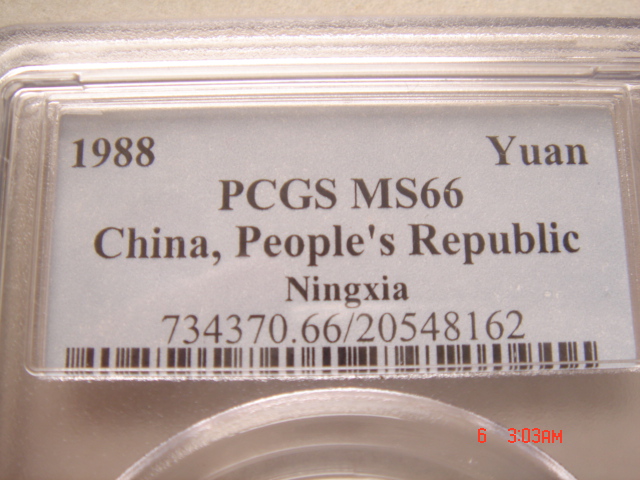 1988 Yuan
PCGS MS66
China, People's Republic
Ningxia
734370.66/20548162
6 3:03AM